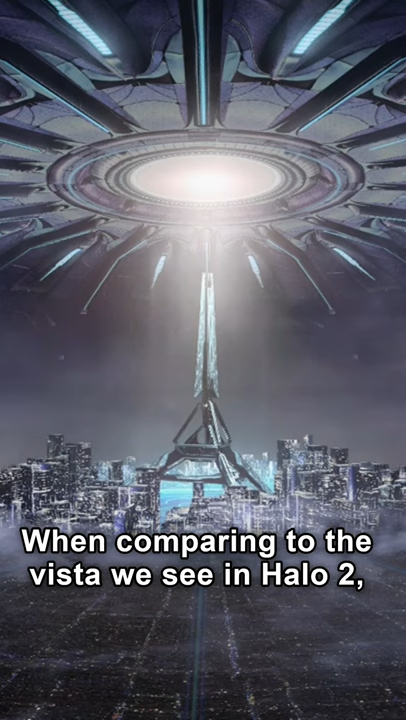 When comparing to the
vista we see in Halo 2,